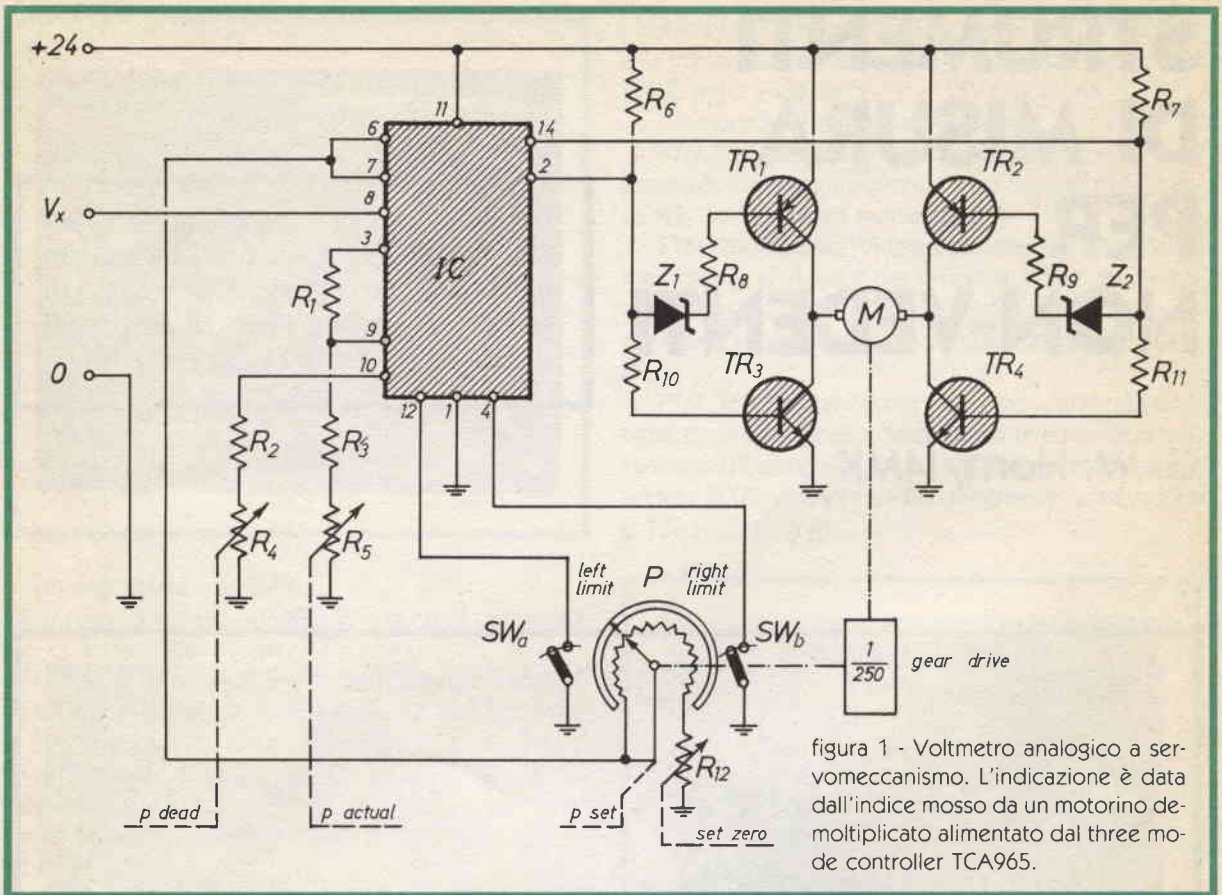 +24
11
6
14
R6
R7
7
2
TR1
TR2
Vx
8
3
IC
R1
Z1
R8
R9
Z2
M
9
0
10
R10
TR3
TR4
R11
12
1
4
R2
R3
R4
R5
left limit
P
right limit
SWa
SWb
1
250
gear drive
R12
p dead
p actual
p set
set zero
figura 1 - Voltmetro analogico a ser-
vomeccanismo. L'indicazione è data
dall'indice mosso da un motorino de-
moltiplicato alimentato dal three mo-
de controller TCA965.